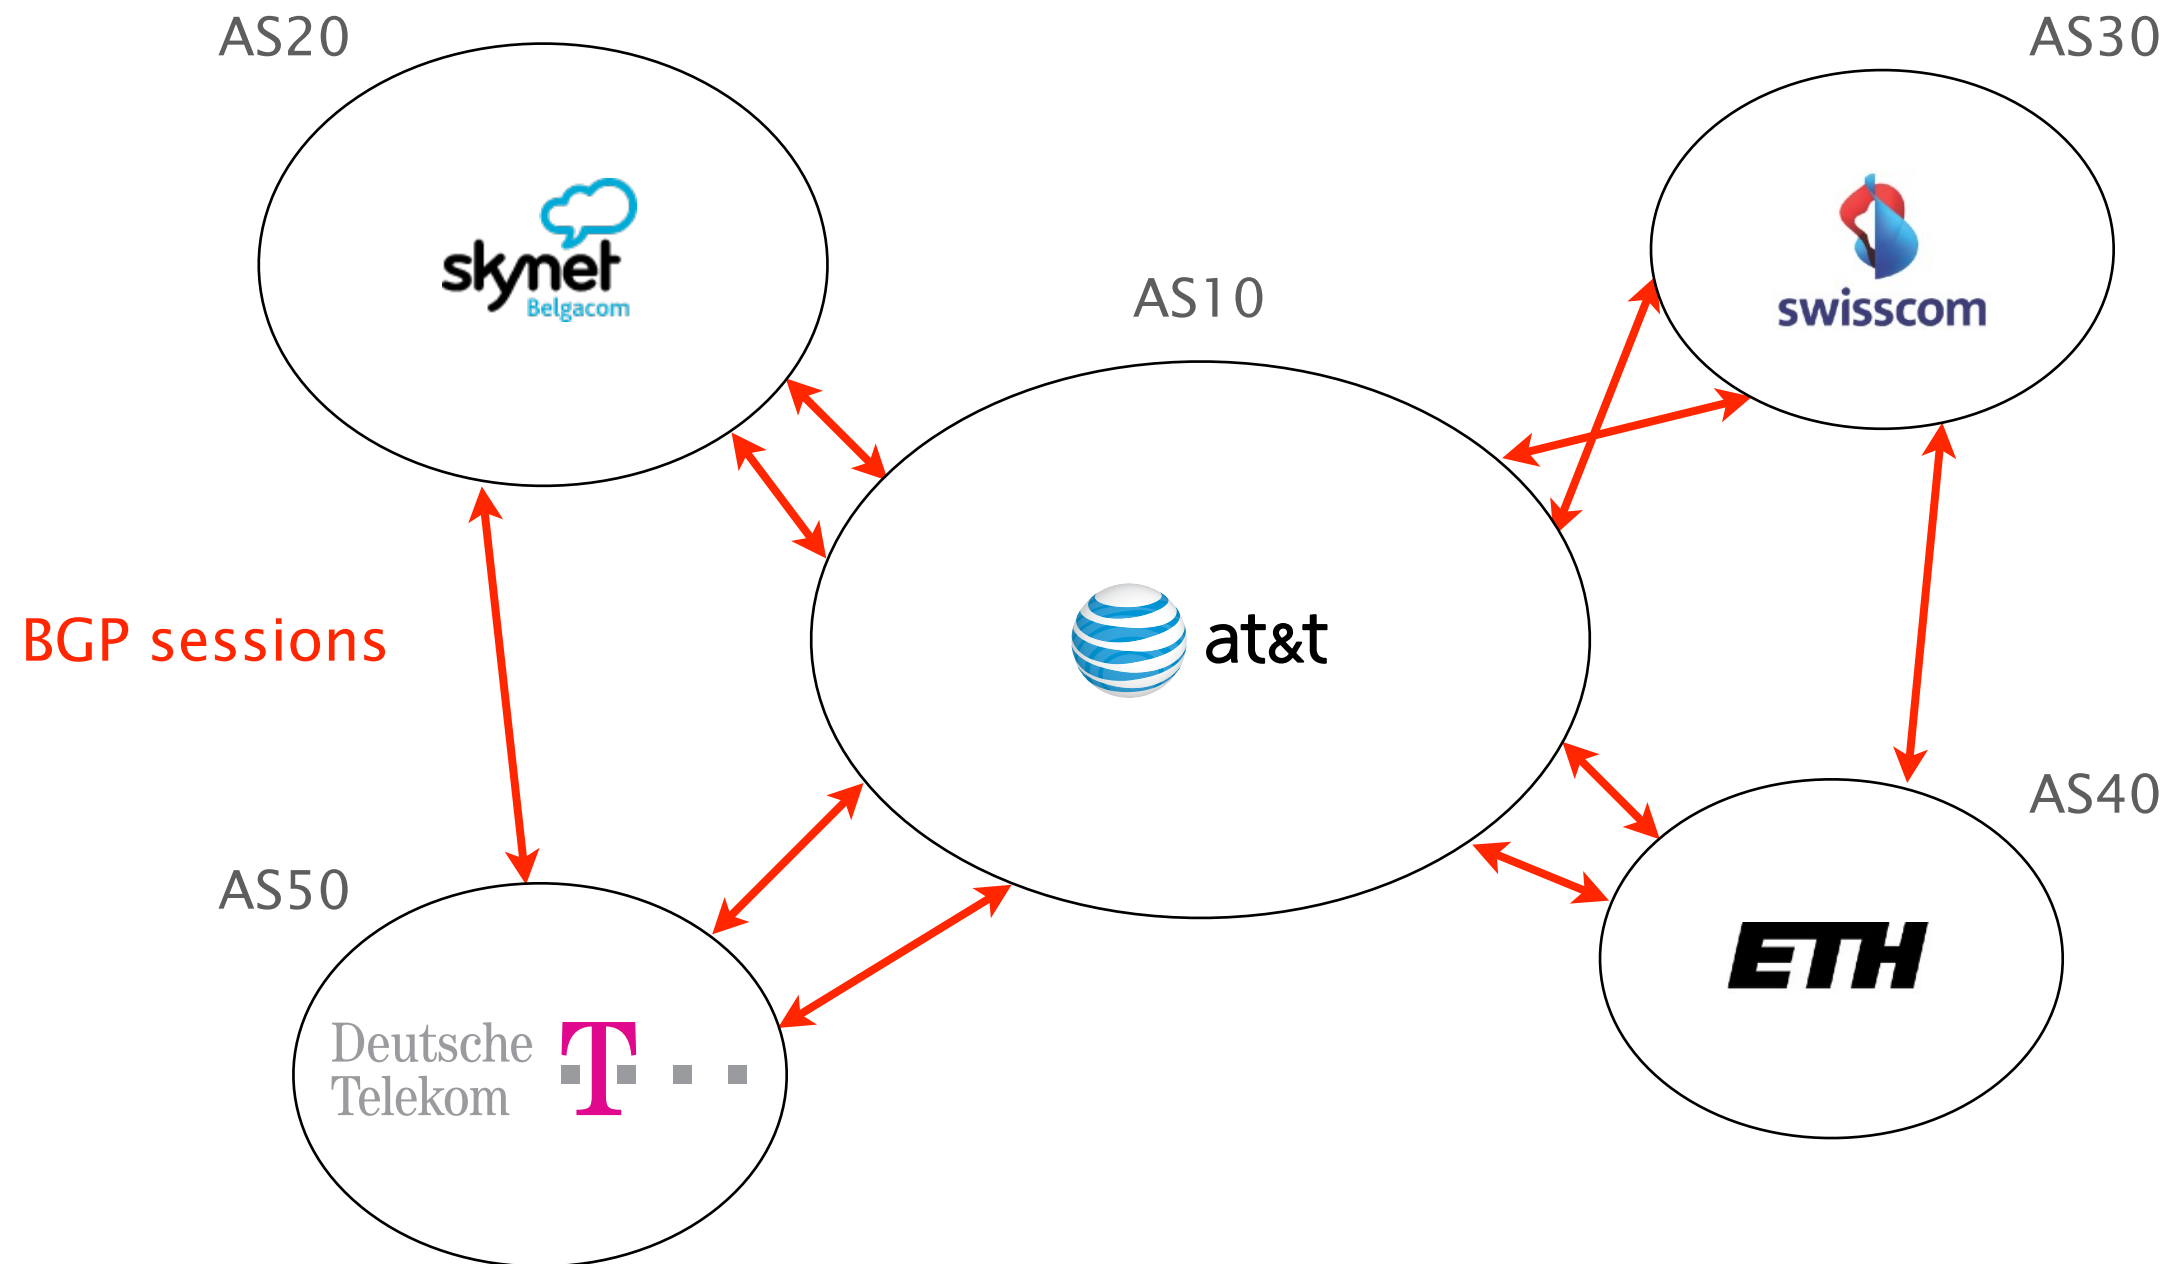 AS20
AS30
skynet
Belgacom
swisscom
AS10
BGP sessions
at&t
AS40
AS50
ETH
Deutsche
Telekom
T